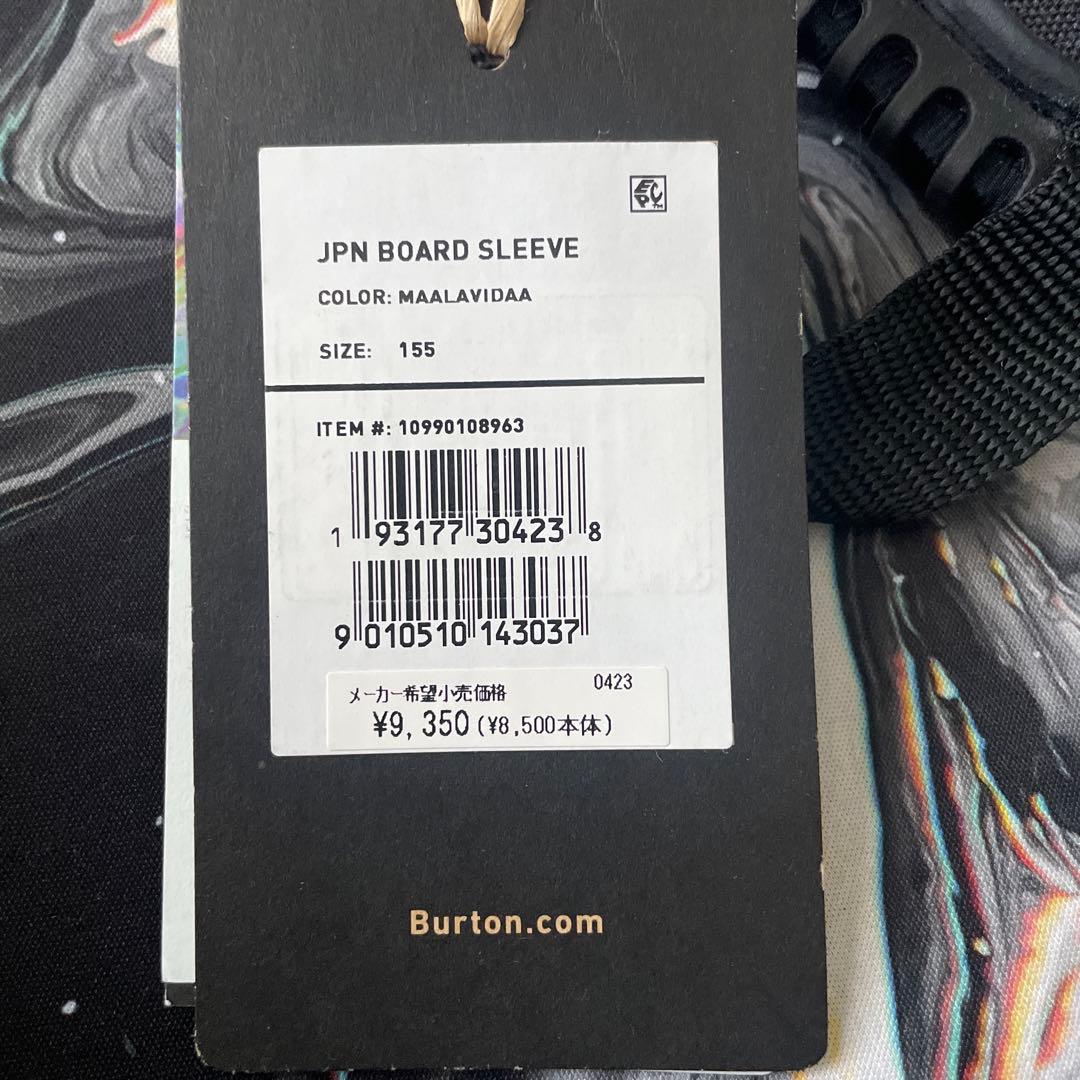 JPN BOARD SLEEVE
COLOR: MAALAVIDAA
SIZE: 155
ITEM #: 10990108963
1 93177 30423 8
9 010510 143037
メーカー希望小売価格 0423
¥9,350(¥8,500本体)
Burton.com